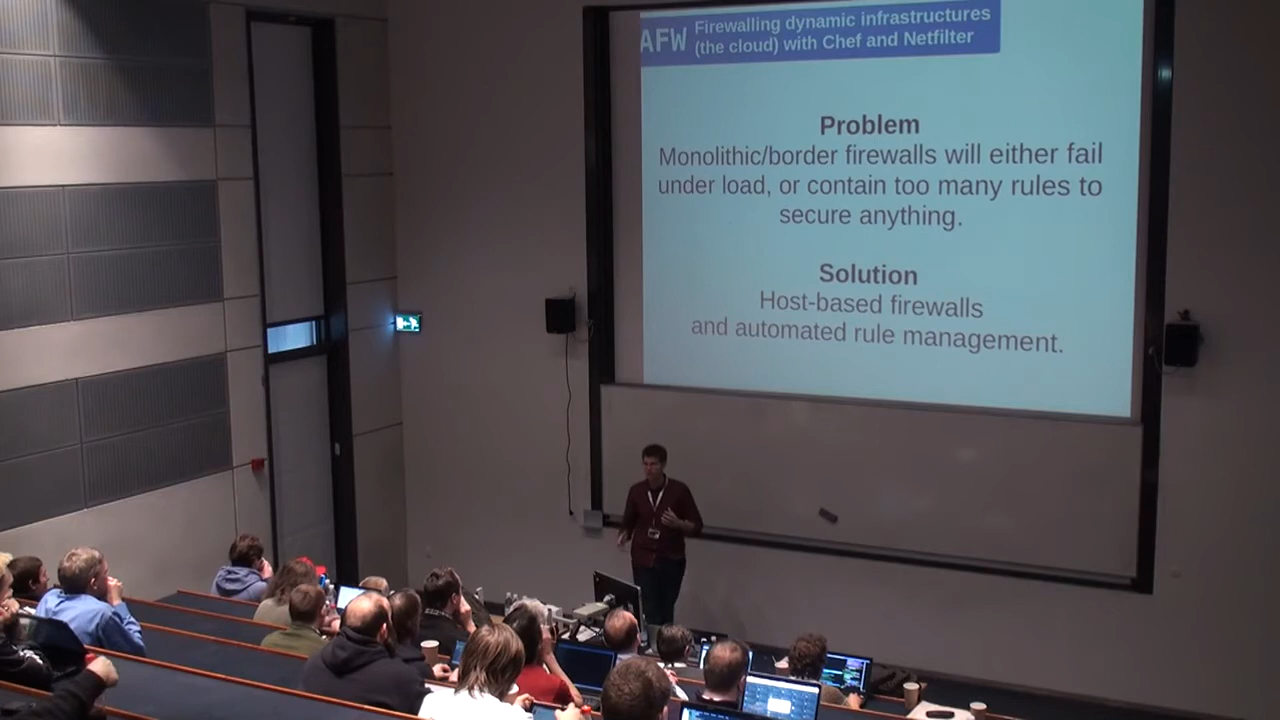 AFW
Firewalling dynamic infrastructures
(the cloud) with Chef and Netfilter
Problem
Monolithic/border firewalls will either fail
under load, or contain too many rules to
secure anything.
Solution
Host-based firewalls
and automated rule management.